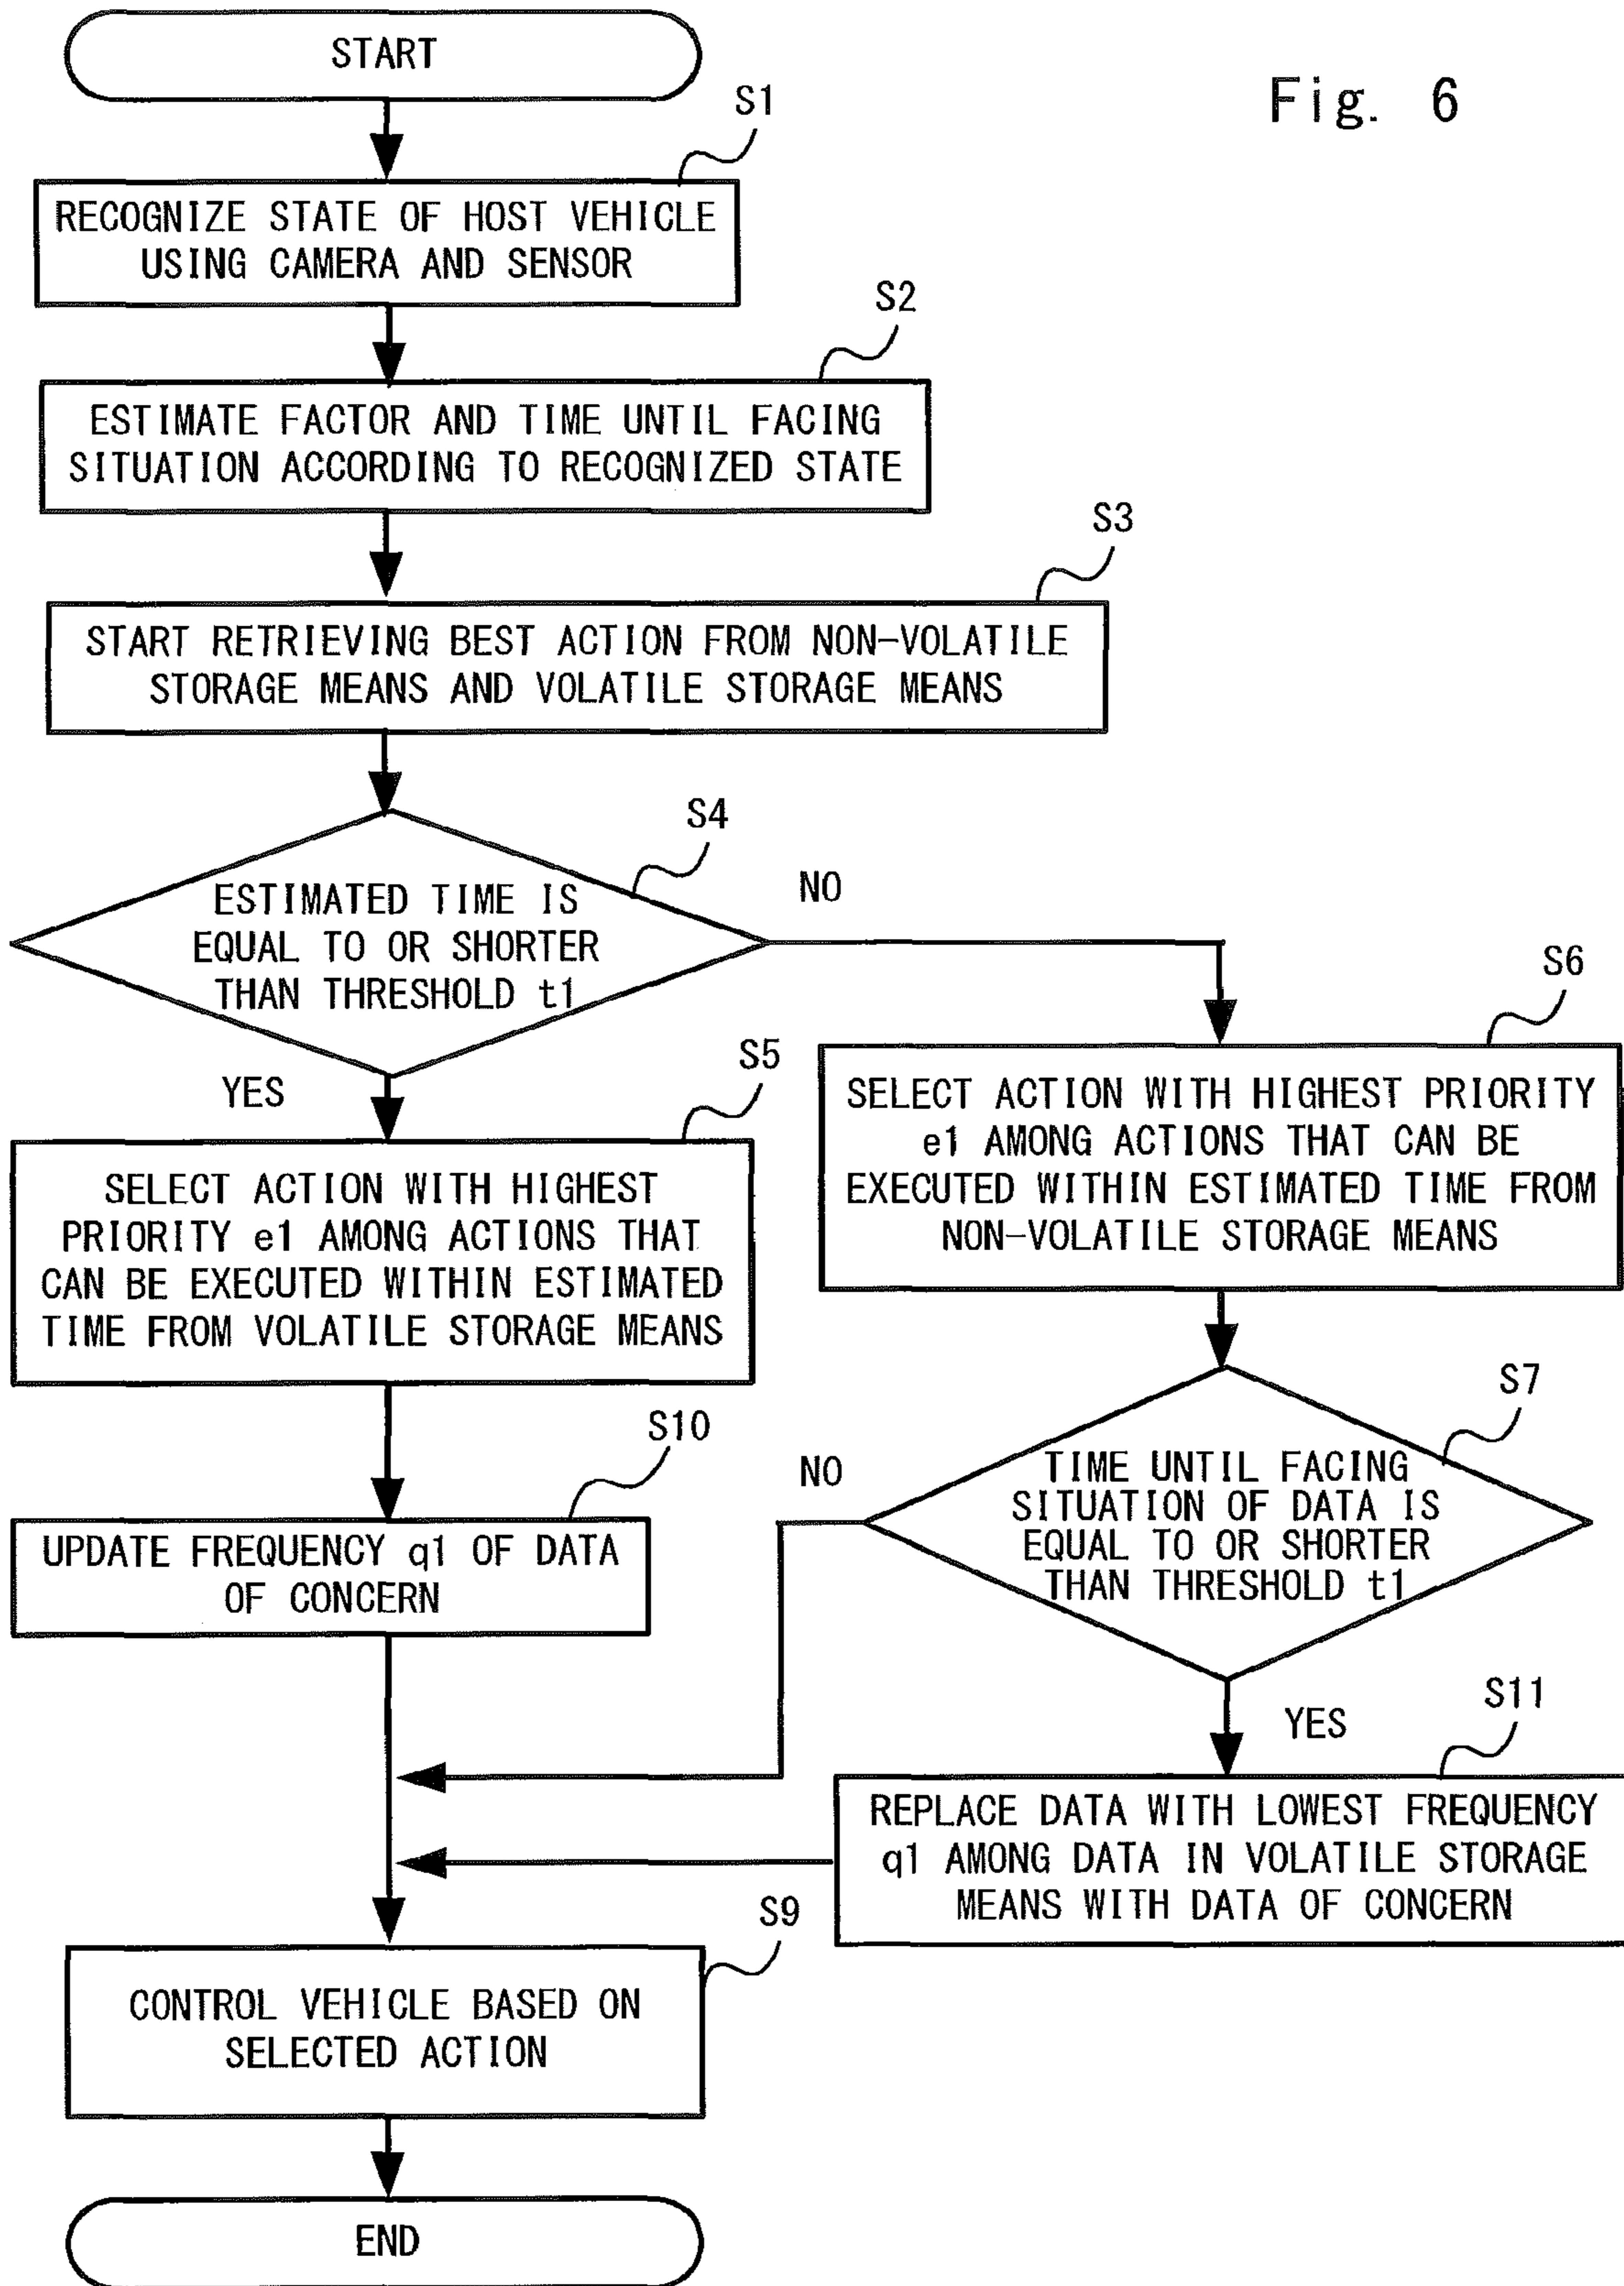 START
Fig. 6
S1
RECOGNIZE STATE OF HOST VEHICLE
USING CAMERA AND SENSOR
S2
ESTIMATE FACTOR AND TIME UNTIL FACING
SITUATION ACCORDING TO RECOGNIZED STATE
S3
START RETRIEVING BEST ACTION FROM NON-VOLATILE
STORAGE MEANS AND VOLATILE STORAGE MEANS
S4
ESTIMATED TIME IS
EQUAL TO OR SHORTER
THAN THRESHOLD t1
NO
YES
S5
SELECT ACTION WITH HIGHEST
PRIORITY e1 AMONG ACTIONS THAT
CAN BE EXECUTED WITHIN ESTIMATED
TIME FROM VOLATILE STORAGE MEANS
S6
SELECT ACTION WITH HIGHEST PRIORITY
e1 AMONG ACTIONS THAT CAN BE
EXECUTED WITHIN ESTIMATED TIME FROM
NON-VOLATILE STORAGE MEANS
S10
UPDATE FREQUENCY q1 OF DATA
OF CONCERN
S7
TIME UNTIL FACING
SITUATION OF DATA IS
EQUAL TO OR SHORTER
THAN THRESHOLD t1
NO
YES
S11
REPLACE DATA WITH LOWEST FREQUENCY
q1 AMONG DATA IN VOLATILE STORAGE
MEANS WITH DATA OF CONCERN
S9
CONTROL VEHICLE BASED ON
SELECTED ACTION
END